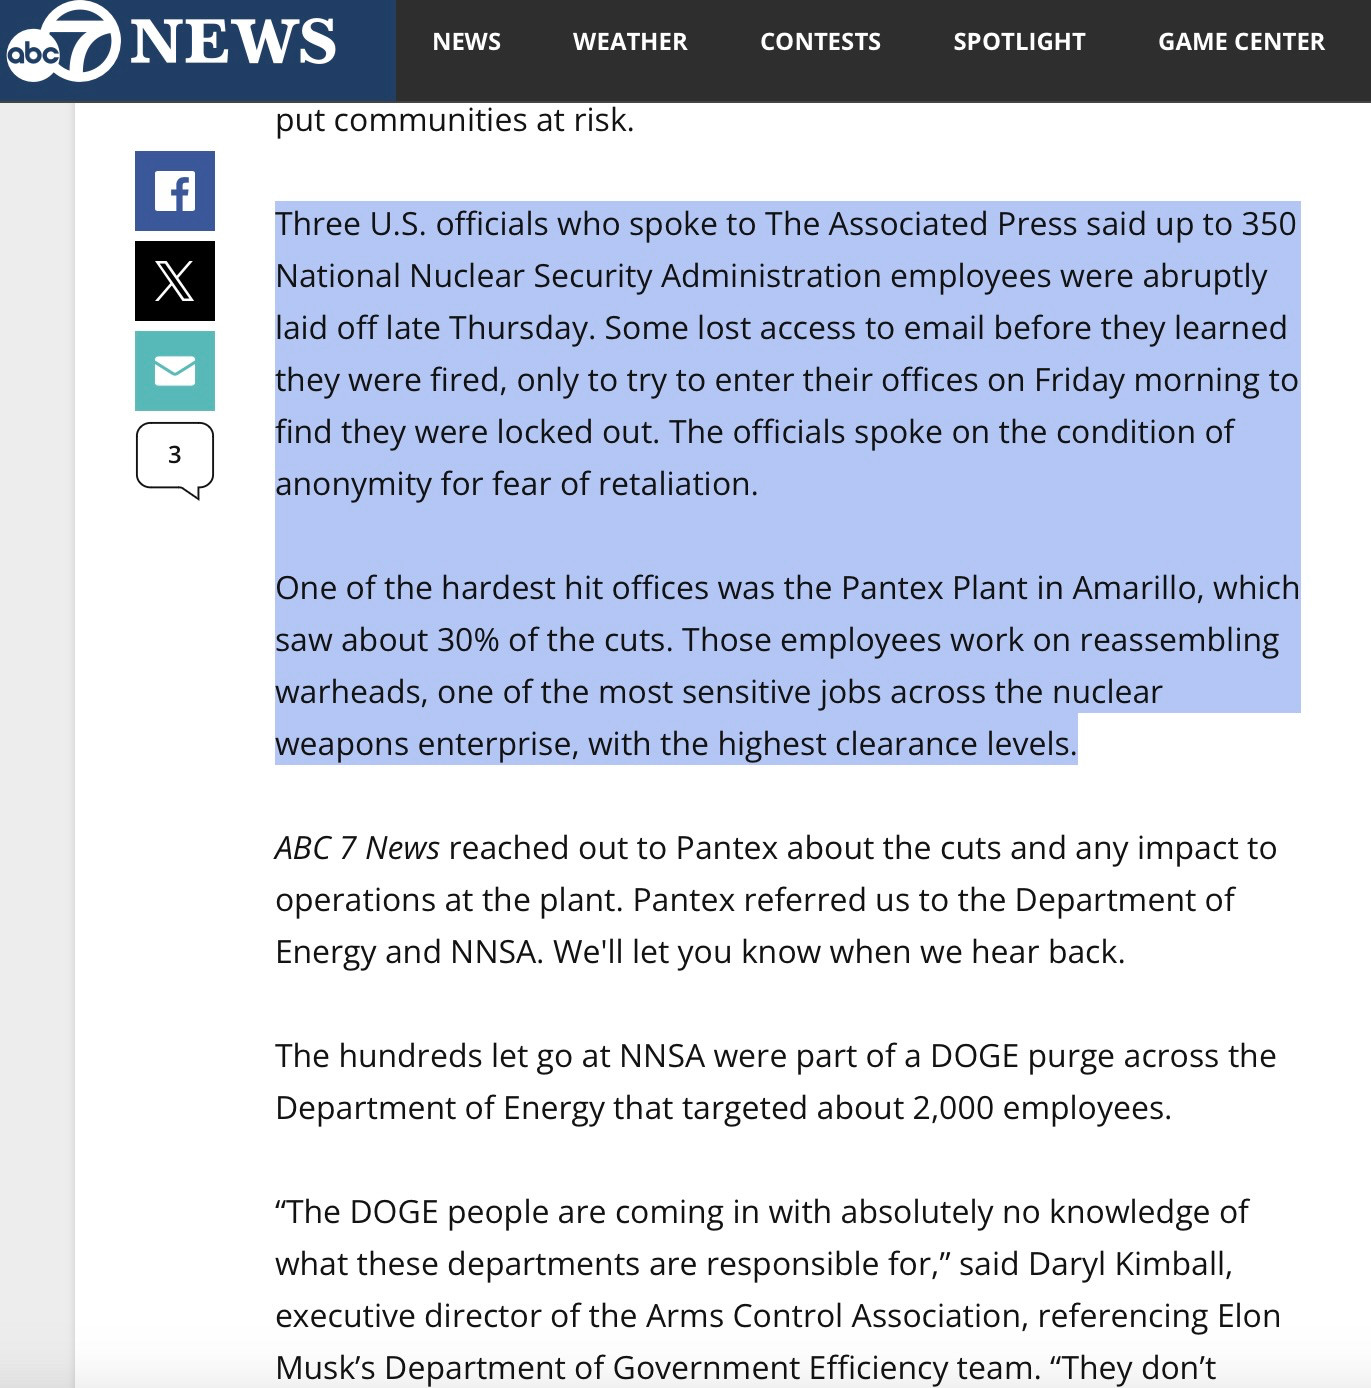 abc 7 NEWS
NEWS WEATHER CONTESTS SPOTLIGHT GAME CENTER
put communities at risk.
Three U.S. officials who spoke to The Associated Press said up to 350
National Nuclear Security Administration employees were abruptly
laid off late Thursday. Some lost access to email before they learned
they were fired, only to try to enter their offices on Friday morning to
find they were locked out. The officials spoke on the condition of
anonymity for fear of retaliation.
3
One of the hardest hit offices was the Pantex Plant in Amarillo, which
saw about 30% of the cuts. Those employees work on reassembling
warheads, one of the most sensitive jobs across the nuclear
weapons enterprise, with the highest clearance levels.
ABC 7 News reached out to Pantex about the cuts and any impact to
operations at the plant. Pantex referred us to the Department of
Energy and NNSA. We'll let you know when we hear back.
The hundreds let go at NNSA were part of a DOGE purge across the
Department of Energy that targeted about 2,000 employees.
“The DOGE people are coming in with absolutely no knowledge of
what these departments are responsible for,” said Daryl Kimball,
executive director of the Arms Control Association, referencing Elon
Musk’s Department of Government Efficiency team. “They don’t